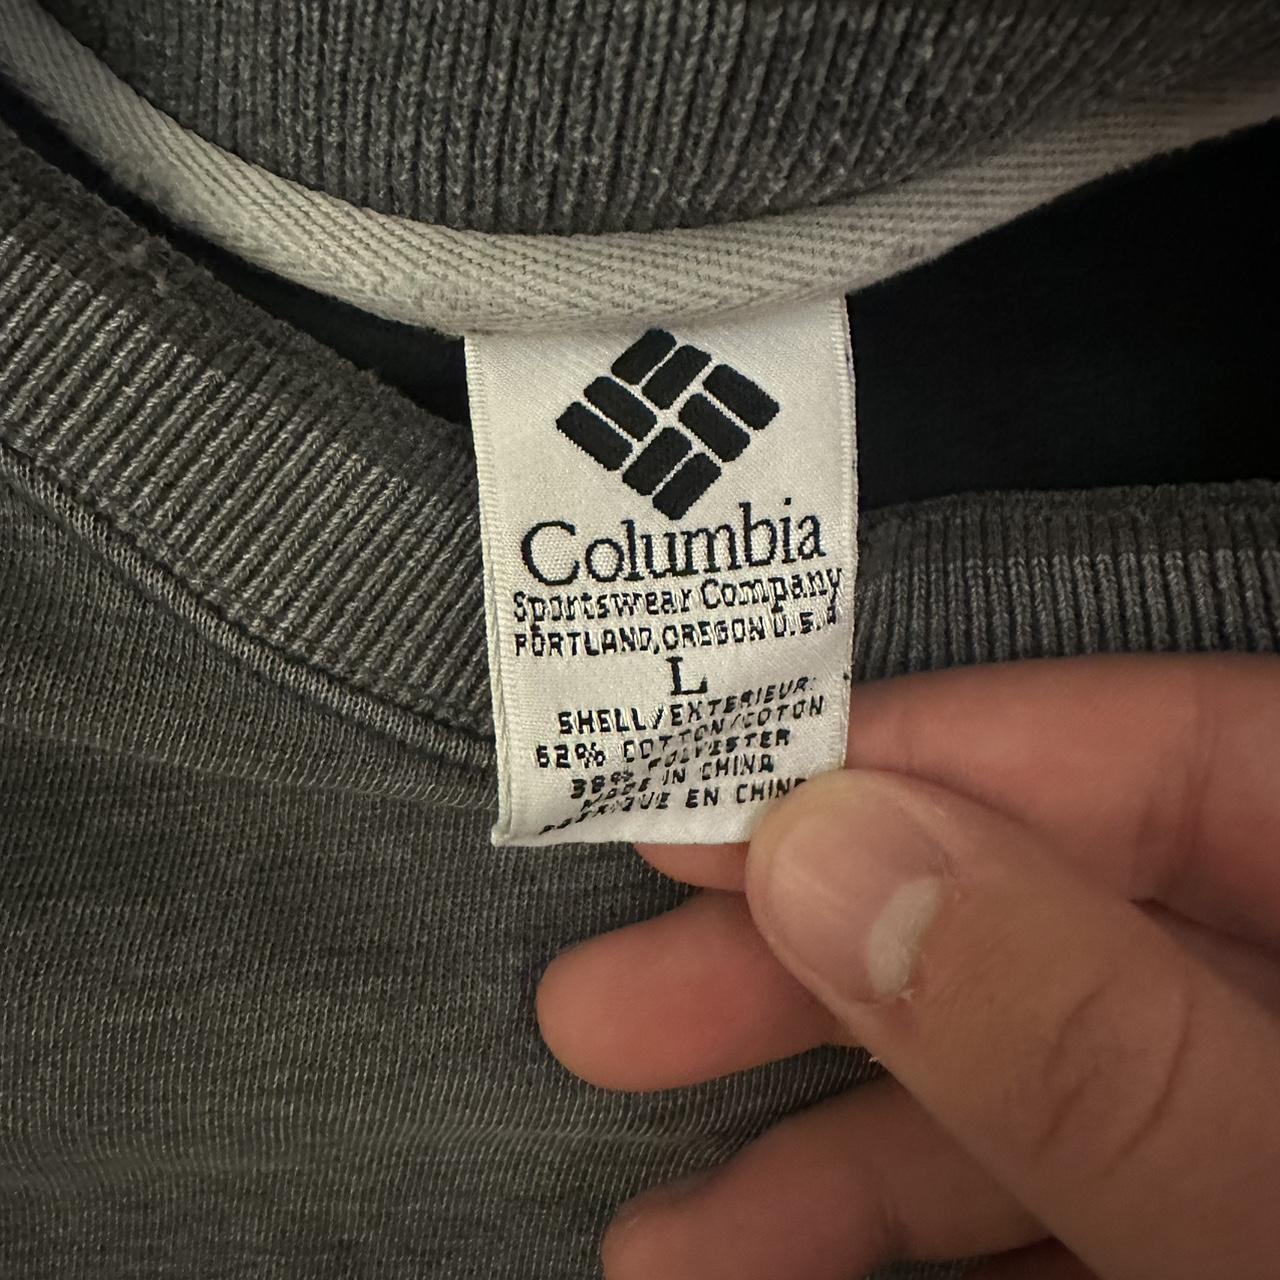 Columbia
Sportswear Company
PORTLAND, OREGON U.S.A
L
SHELL/EXTERIEUR:
62% COTTON/COTON
38% POLYESTER
MADE IN CHINA
FABRIQUE EN CHINE